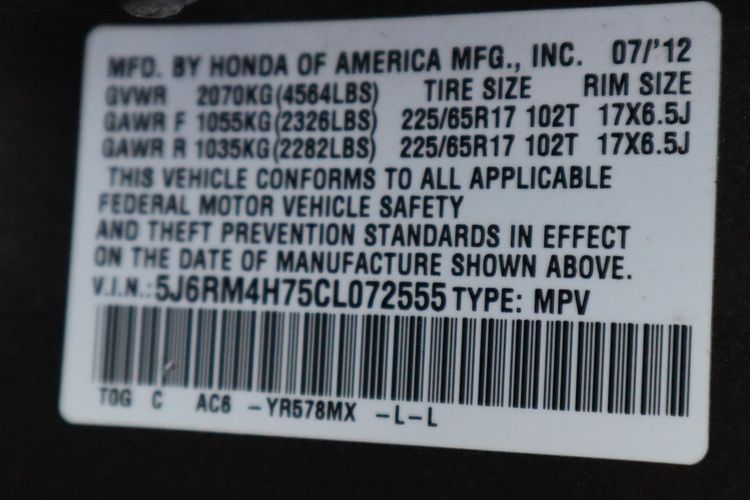 MFD. BY HONDA OF AMERICA MFG., INC. 07/'12
GVWR 2070KG(4564LBS) TIRE SIZE RIM SIZE
GAWR F 1055KG(2326LBS) 225/65R17 102T 17X6.5J
GAWR R 1035KG(2282LBS) 225/65R17 102T 17X6.5J
THIS VEHICLE CONFORMS TO ALL APPLICABLE
FEDERAL MOTOR VEHICLE SAFETY
AND THEFT PREVENTION STANDARDS IN EFFECT
ON THE DATE OF MANUFACTURE SHOWN ABOVE.
V.I.N.: 5J6RM4H75CL072555 TYPE: MPV
TOG C AC6 -YR578MX -L-L